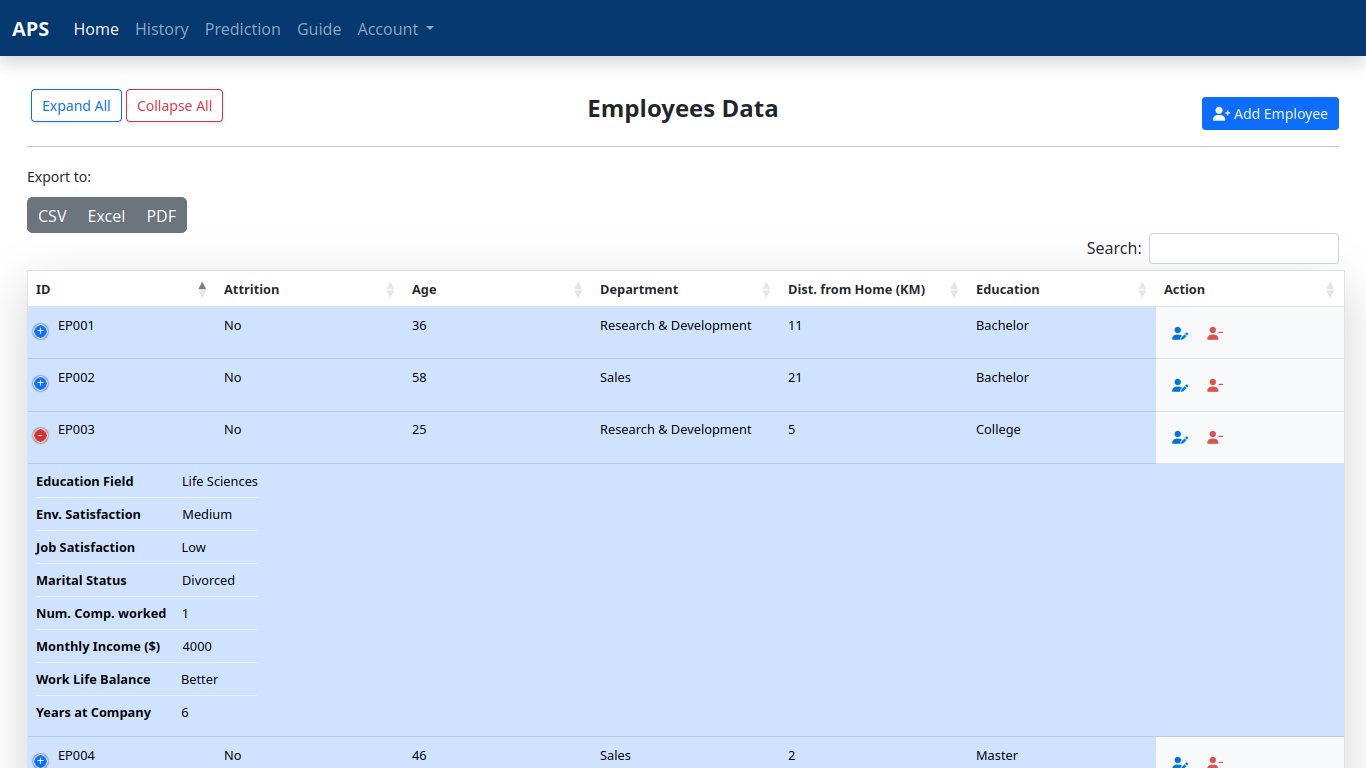 APS Home History Prediction Guide Account
Expand All Collapse All Employees Data Add Employee
Export to:
CSV Excel PDF
Search:
ID Attrition Age Department Dist. from Home (KM) Education Action
EP001 No 36 Research & Development 11 Bachelor
EP002 No 58 Sales 21 Bachelor
EP003 No 25 Research & Development 5 College
Education Field Life Sciences
Env. Satisfaction Medium
Job Satisfaction Low
Marital Status Divorced
Num. Comp. worked 1
Monthly Income ($) 4000
Work Life Balance Better
Years at Company 6
EP004 No 46 Sales 2 Master